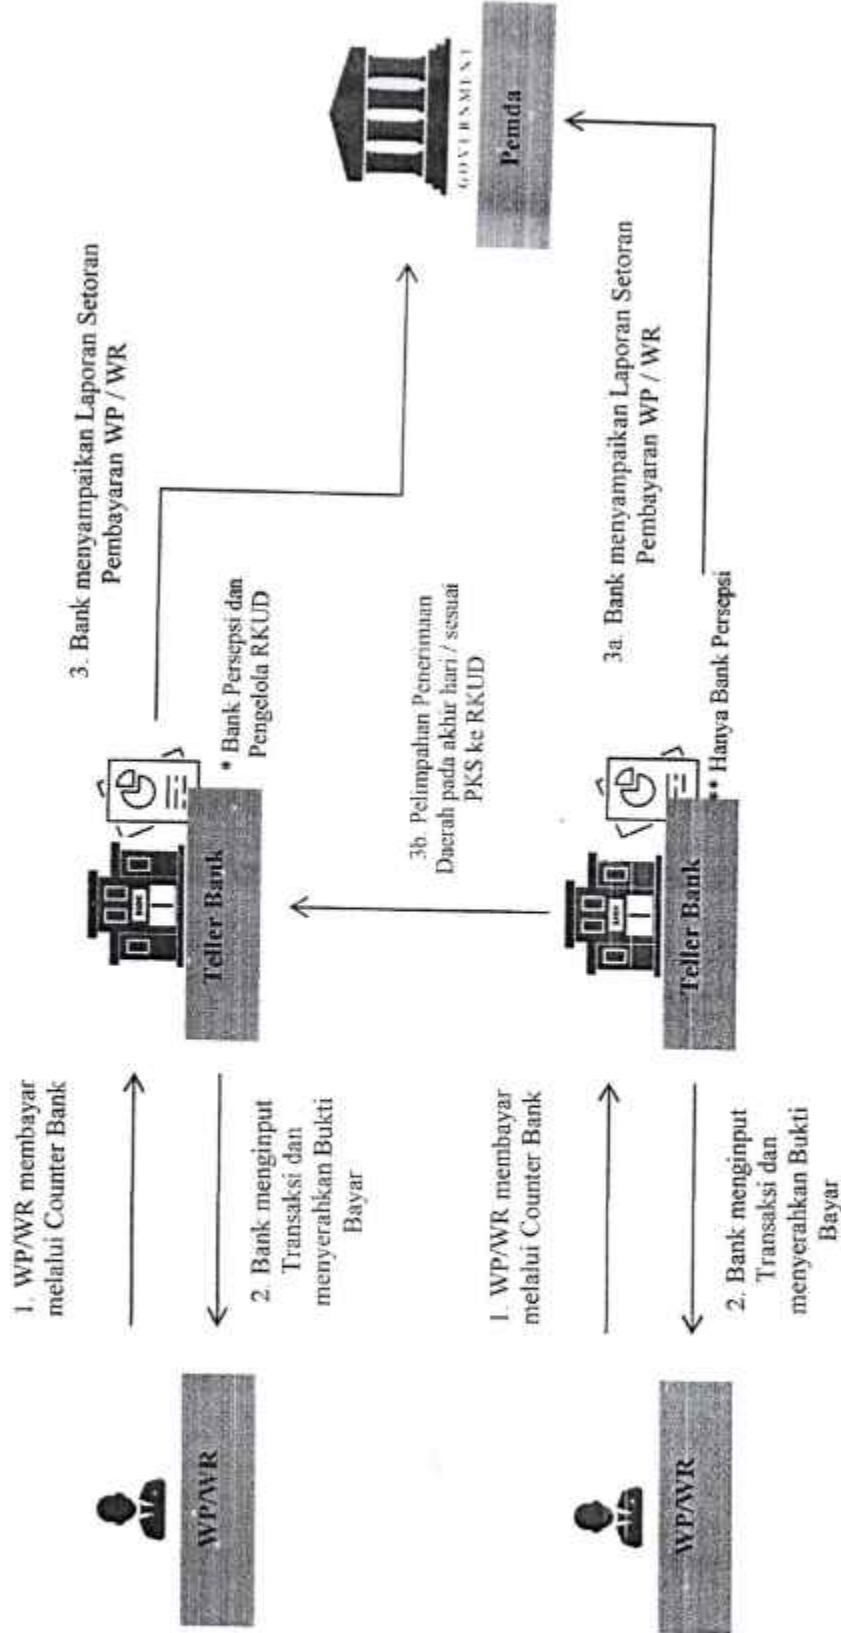 1. WP/WR membayar
melalui Counter Bank
WP/WR
2. Bank menginput
Transaksi dan
menyerahkan Bukti
Bayar
BANK
Teller Bank
* Bank Persepsi dan
Pengelola RKUD
3. Bank menyampaikan Laporan Setoran
Pembayaran WP / WR
GOVERNMENT
Pemda
3b. Pelimpahan Penerimaan
Daerah pada akhir hari / sesuai
PKS ke RKUD
1. WP/WR membayar
melalui Counter Bank
WP/WR
2. Bank menginput
Transaksi dan
menyerahkan Bukti
Bayar
BANK
Teller Bank
** Hanya Bank Persepsi
3a. Bank menyampaikan Laporan Setoran
Pembayaran WP / WR